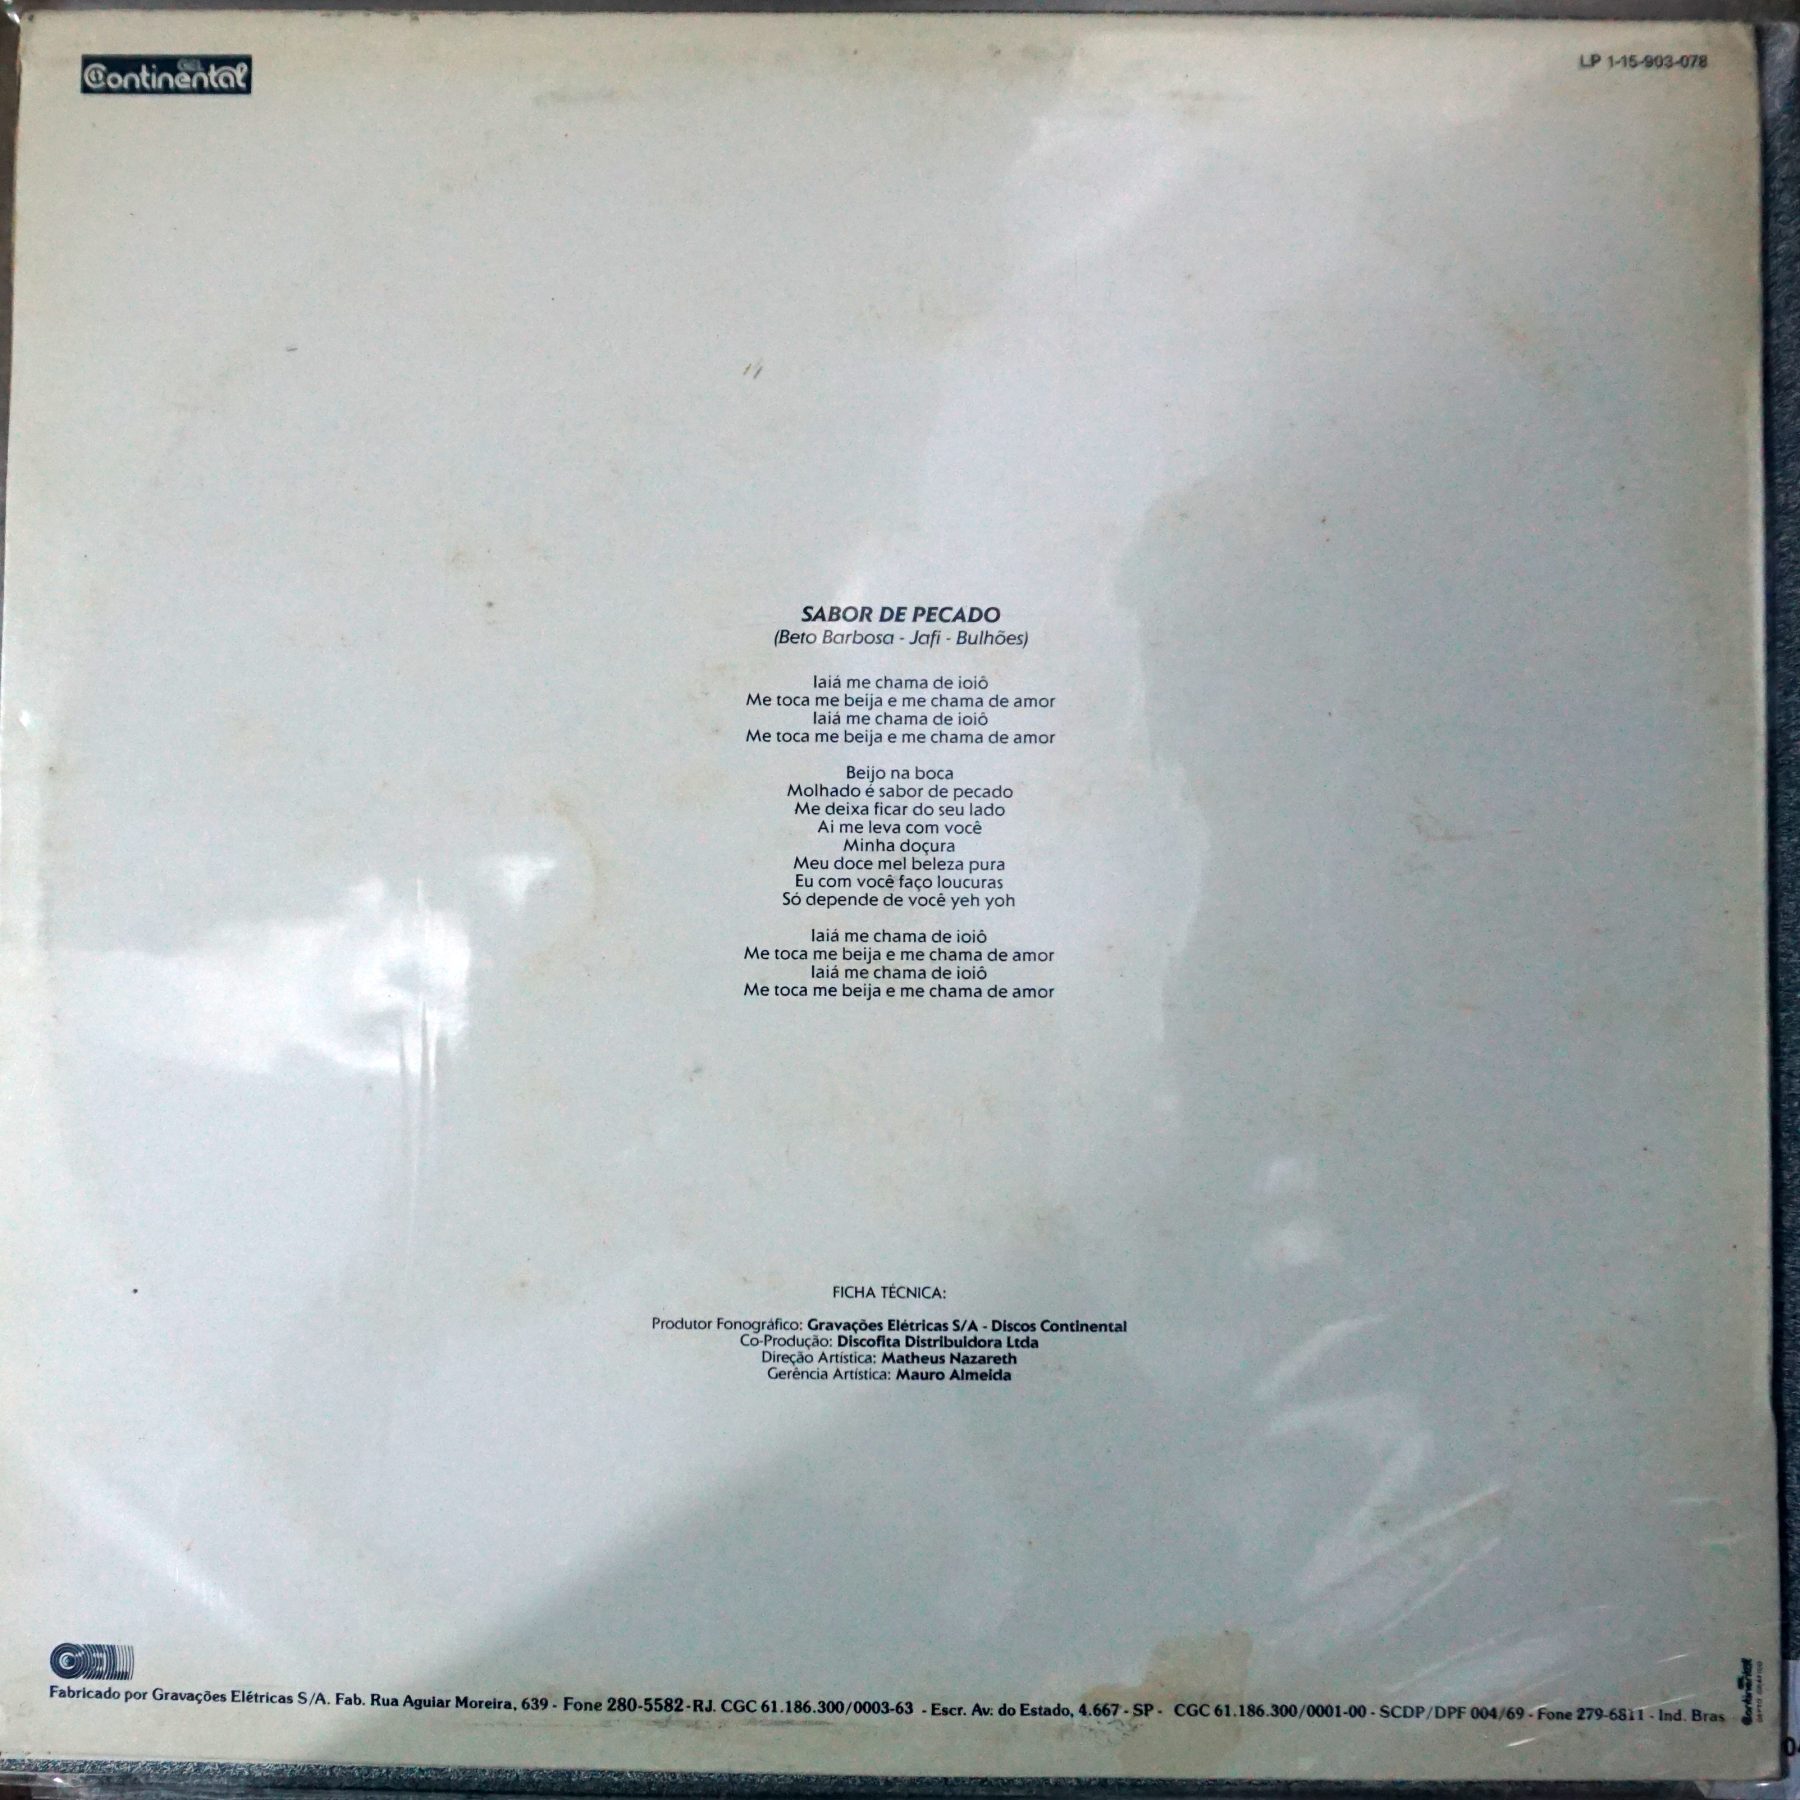 Continental
LP 1-15-903-078
SABOR DE PECADO
(Beto Barbosa - Jafi - Bulhões)
Iaiá me chama de ioiô
Me toca me beija e me chama de amor
Iaiá me chama de ioiô
Me toca me beija e me chama de amor
Beijo na boca
Molhado é sabor de pecado
Me deixa ficar do seu lado
Ai me leva com você
Minha doçura
Meu doce mel beleza pura
Eu com você faço loucuras
Só depende de você yeh yoh
Iaiá me chama de ioiô
Me toca me beija e me chama de amor
Iaiá me chama de ioiô
Me toca me beija e me chama de amor
FICHA TÉCNICA:
Produtor Fonográfico: Gravações Elétricas S/A - Discos Continental
Co-Produção: Discofita Distribuidora Ltda
Direção Artística: Matheus Nazareth
Gerência Artística: Mauro Almeida
Fabricado por Gravações Elétricas S/A. Fab. Rua Aguiar Moreira, 639 - Fone 280-5582 - RJ. CGC 61.186.300/0003-63 - Escr. Av. do Estado, 4.667 - SP - CGC 61.186.300/0001-00 - SCDP/DPF 004/69 - Fone 279-6811 - Ind. Bras
Continental